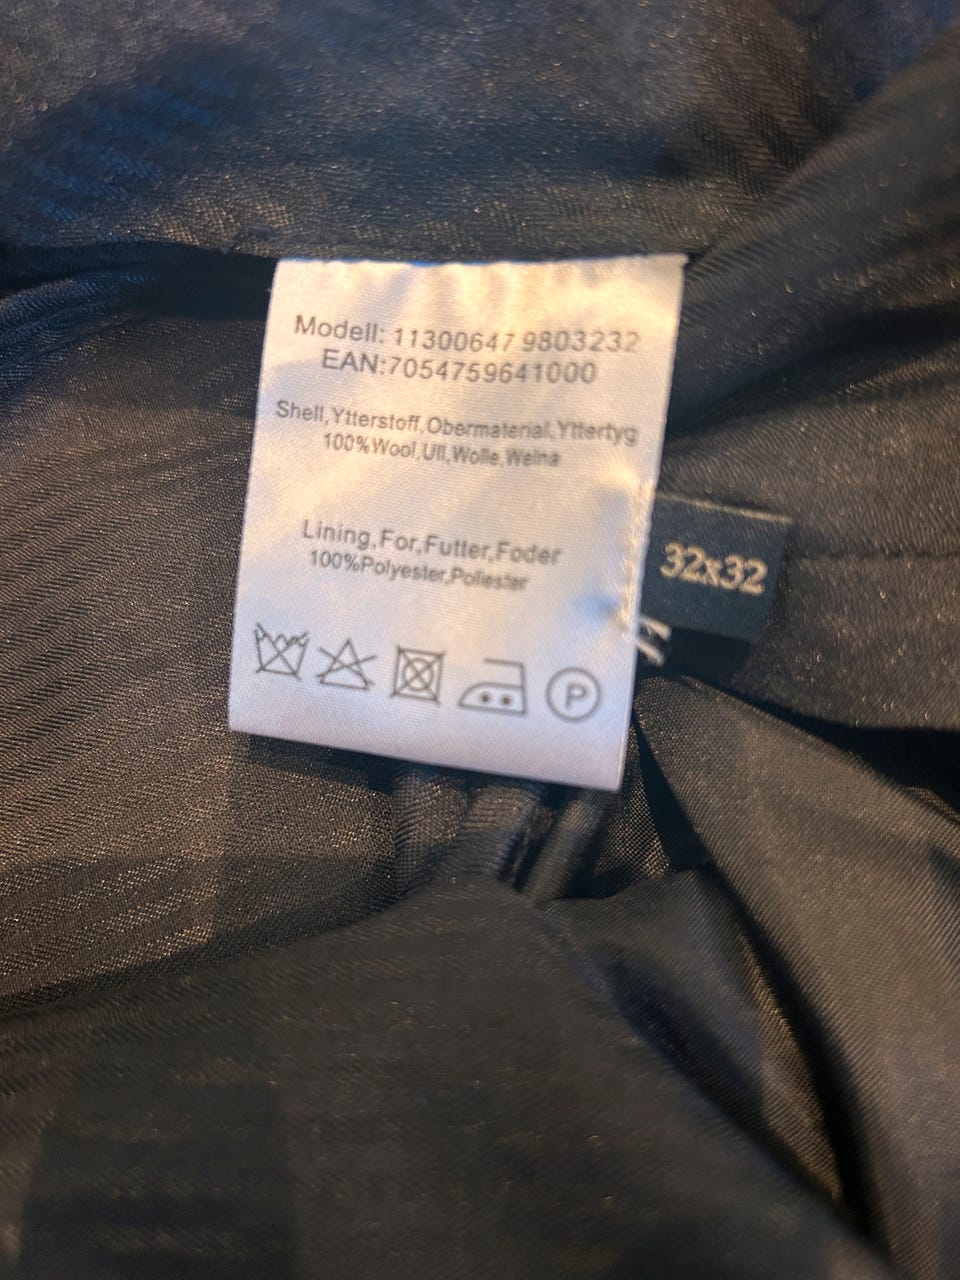 Modell: 11300647 9803232
EAN:7054759641000
Shell,Ytterstoff,Obermaterial,Yttertyg
100%Wool,Ull,Wolle,Welna
Lining,For,Futter,Foder
100%Polyester,Poliester
32x32
P